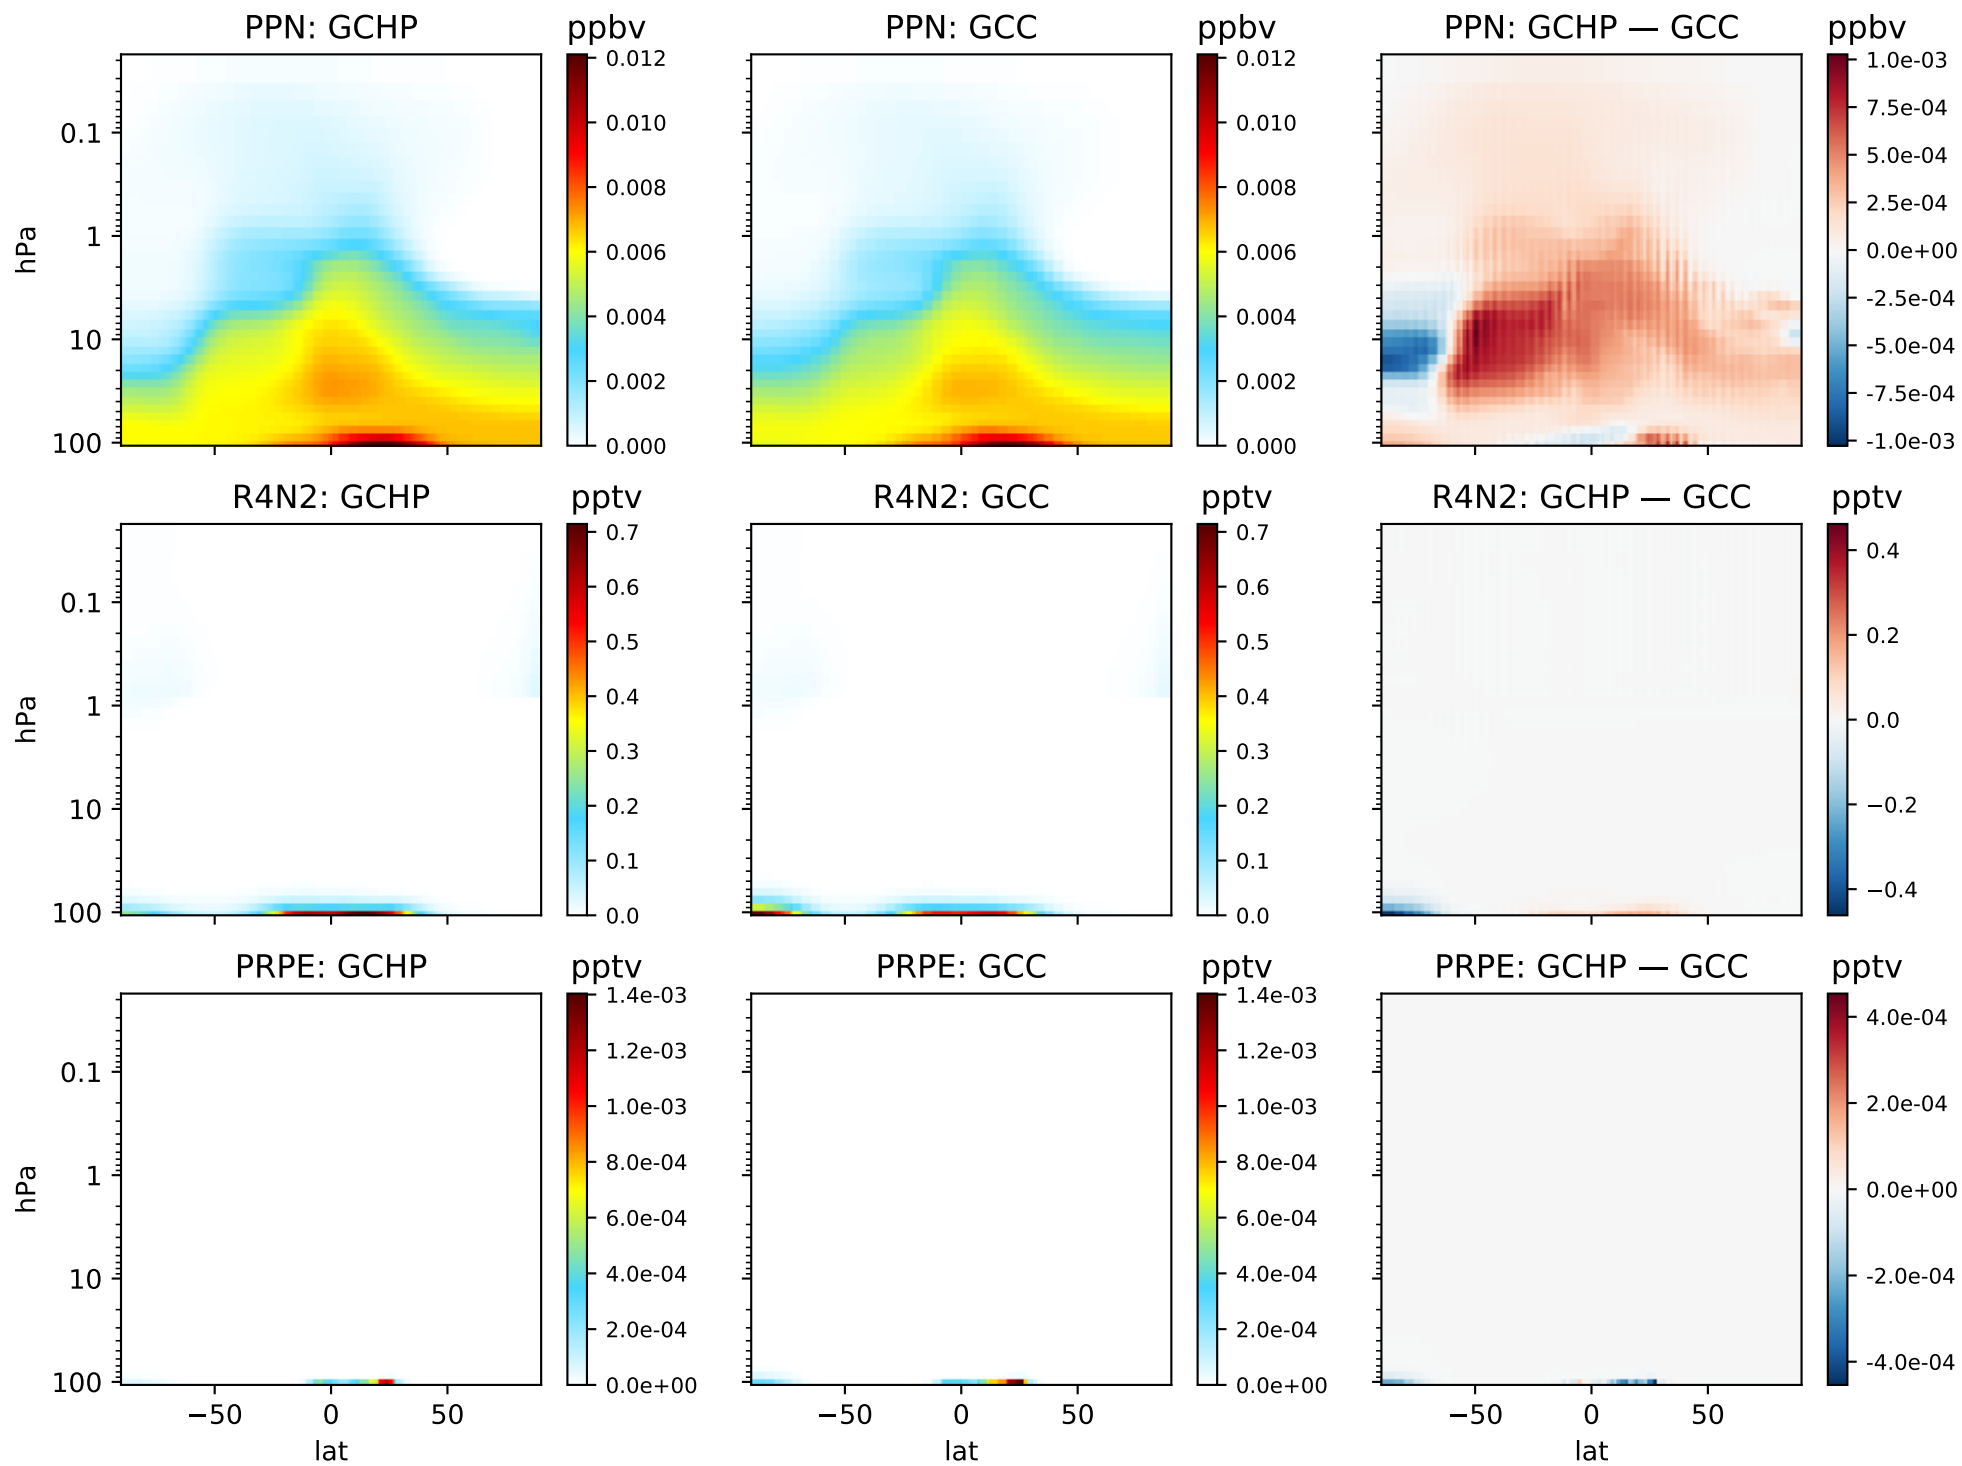 PPN: GCHP ppbv PPN: GCC ppbv PPN: GCHP — GCC ppbv
0.012 0.012 1.0e-03
0.010 0.010 7.5e-04
0.1 5.0e-04
0.008 0.008 2.5e-04
hPa 1 0.006 0.006 0.0e+00
0.004 0.004 -2.5e-04
10 -5.0e-04
0.002 0.002 -7.5e-04
100 0.000 0.000 -1.0e-03
R4N2: GCHP pptv R4N2: GCC pptv R4N2: GCHP — GCC pptv
0.7 0.7 0.4
0.1 0.6 0.6
0.5 0.5 0.2
hPa 1 0.4 0.4 0.0
0.3 0.3
10 0.2 0.2 −0.2
0.1 0.1 −0.4
100 0.0 0.0
PRPE: GCHP pptv PRPE: GCC pptv PRPE: GCHP — GCC pptv
1.4e-03 1.4e-03 4.0e-04
1.2e-03 1.2e-03
0.1 1.0e-03 1.0e-03 2.0e-04
hPa 1 8.0e-04 8.0e-04 0.0e+00
6.0e-04 6.0e-04
10 4.0e-04 4.0e-04 -2.0e-04
2.0e-04 2.0e-04 -4.0e-04
100 0.0e+00 0.0e+00
−50 0 50 −50 0 50 −50 0 50
lat lat lat